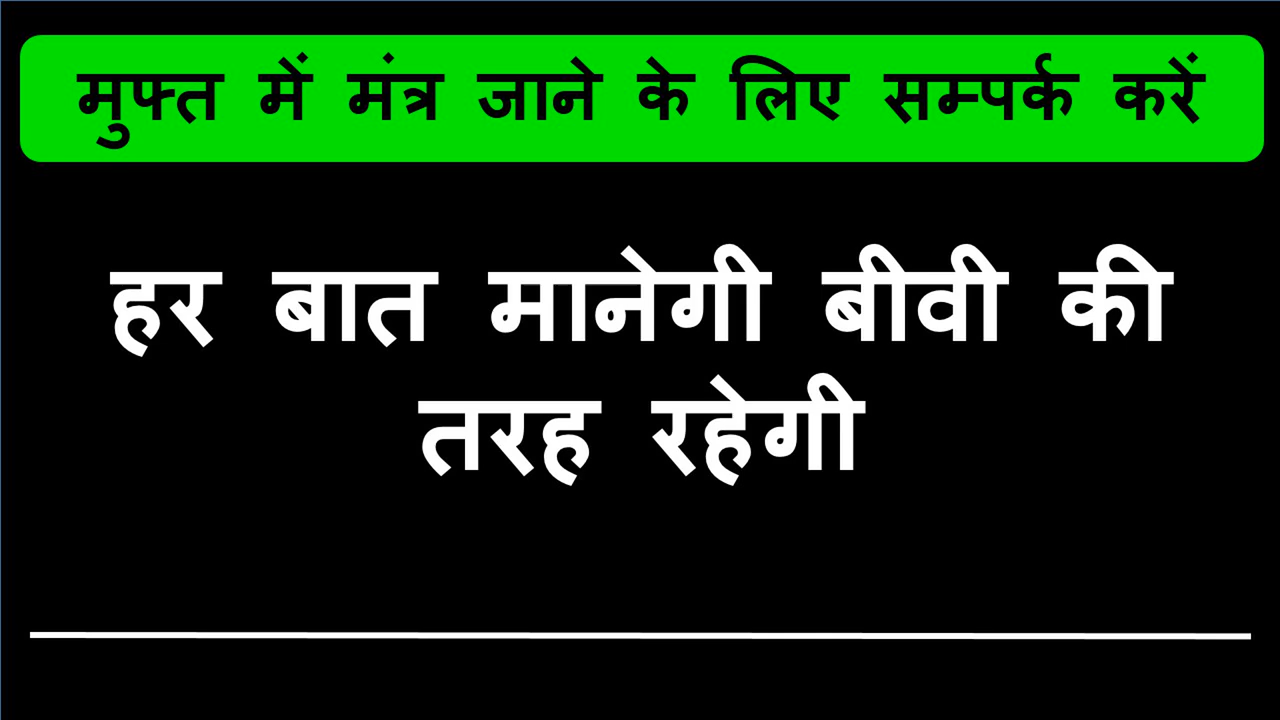 मुफ्त में मंत्र जाने के लिए सम्पर्क करें
हर बात मानेगी बीवी की
तरह रहेगी